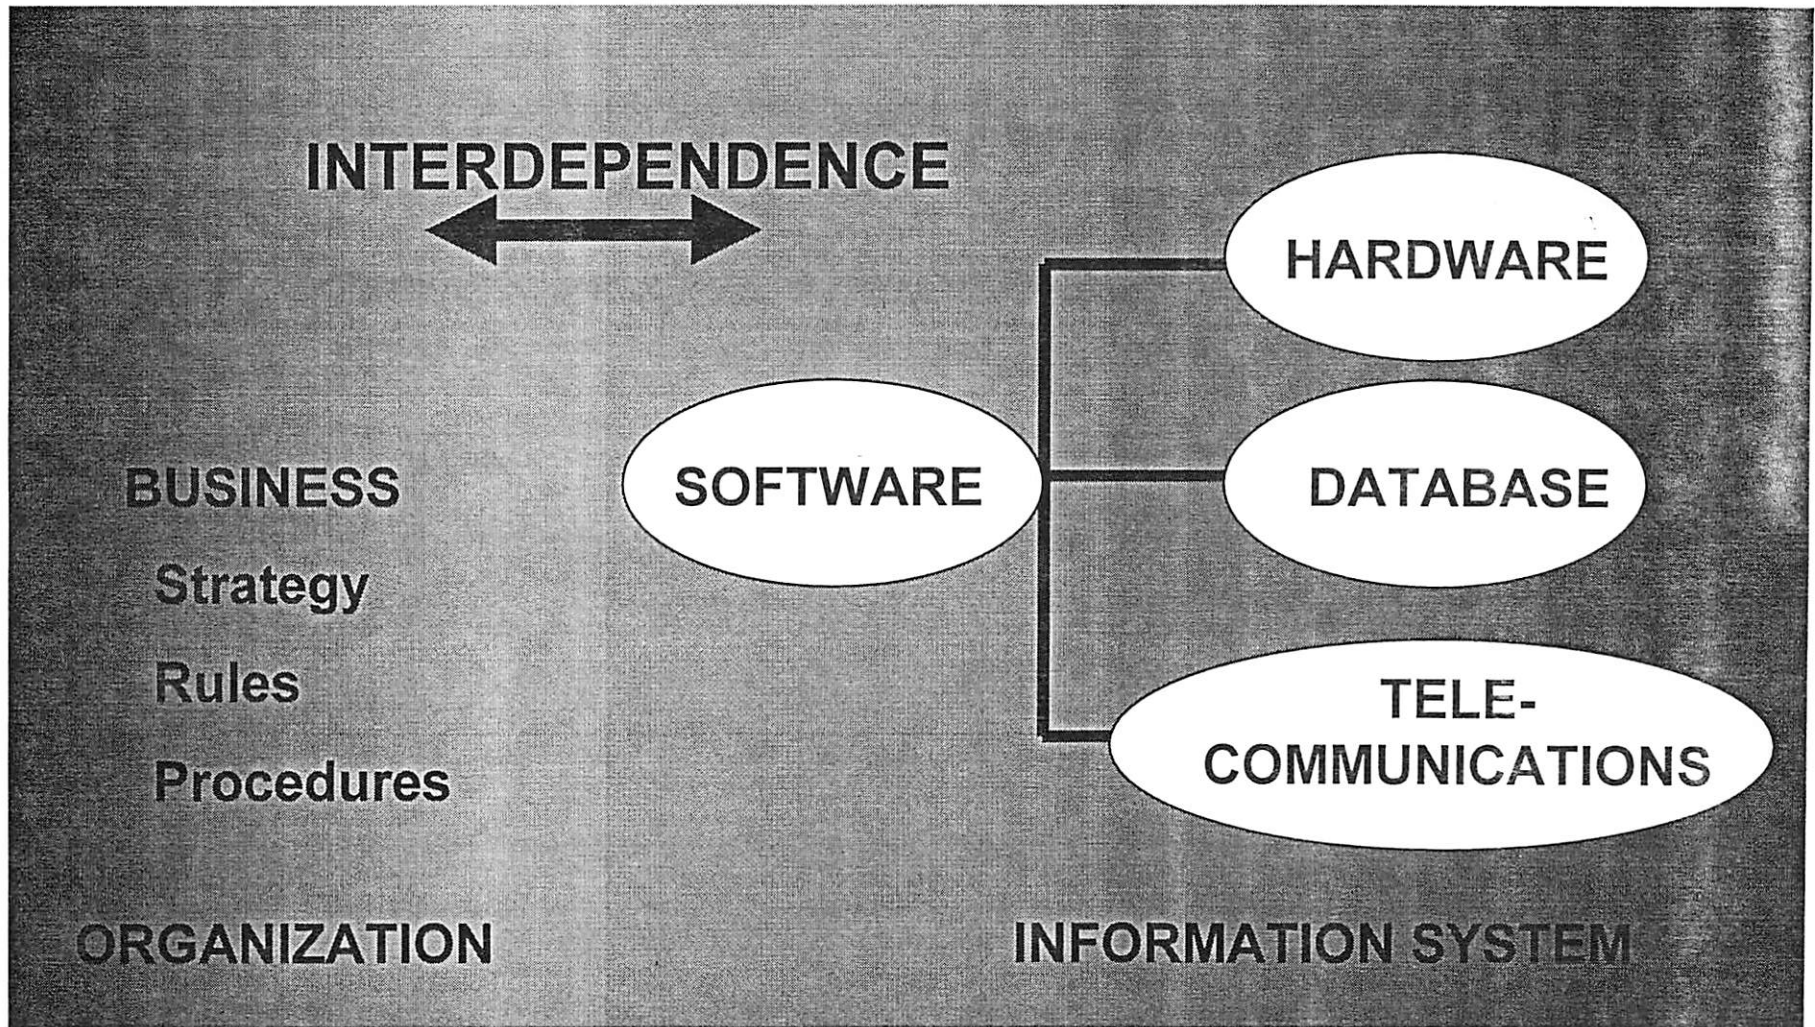 INTERDEPENDENCE
HARDWARE
BUSINESS
SOFTWARE
DATABASE
Strategy
Rules
Procedures
TELE-
COMMUNICATIONS
ORGANIZATION
INFORMATION SYSTEM